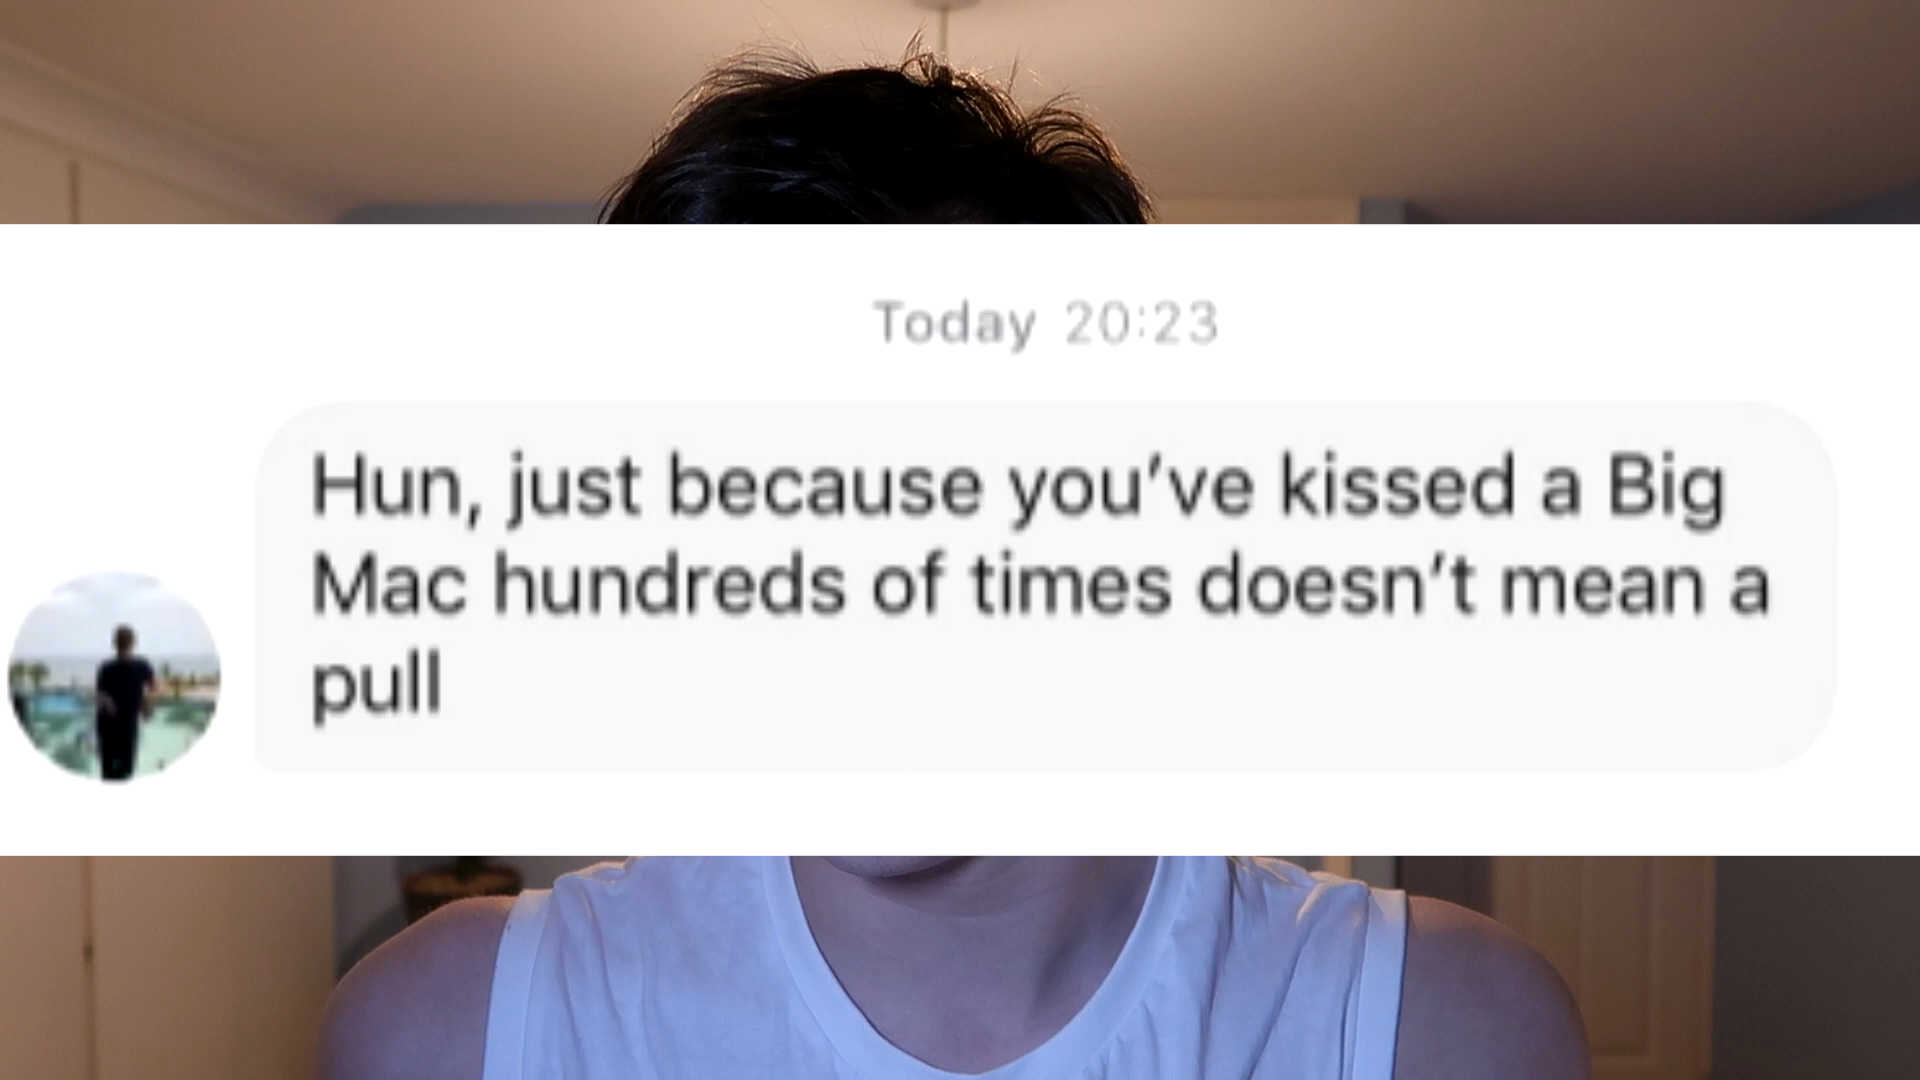 Today 20:23
Hun, just because you've kissed a Big
Mac hundreds of times doesn't mean a
pull